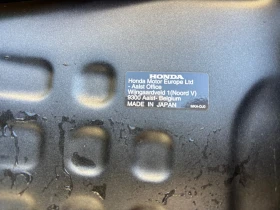 HONDA
Honda Motor Europe Ltd
- Aalst Office
Wijngaardveld 1(Noord V)
9300 Aalst- Belgium
MADE IN JAPAN